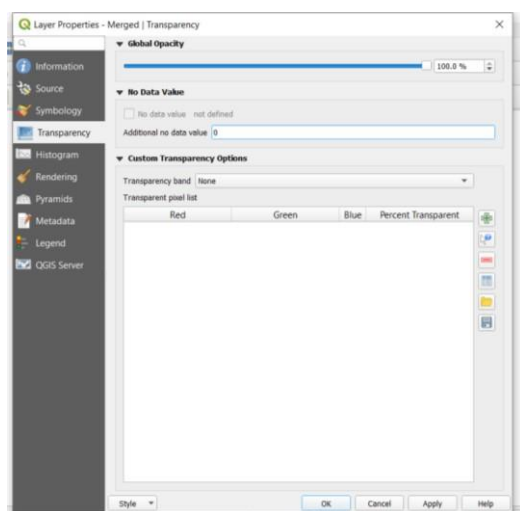 Layer Properties - Merged | Transparency
Information
Source
Symbology
Transparency
Histogram
Rendering
Pyramids
Metadata
Legend
QGIS Server
Global Opacity
100.0 %
No Data Value
No data value not defined
Additional no data value 0
Custom Transparency Options
Transparency band None
Transparent pixel list
Red Green Blue Percent Transparent
Style OK Cancel Apply Help